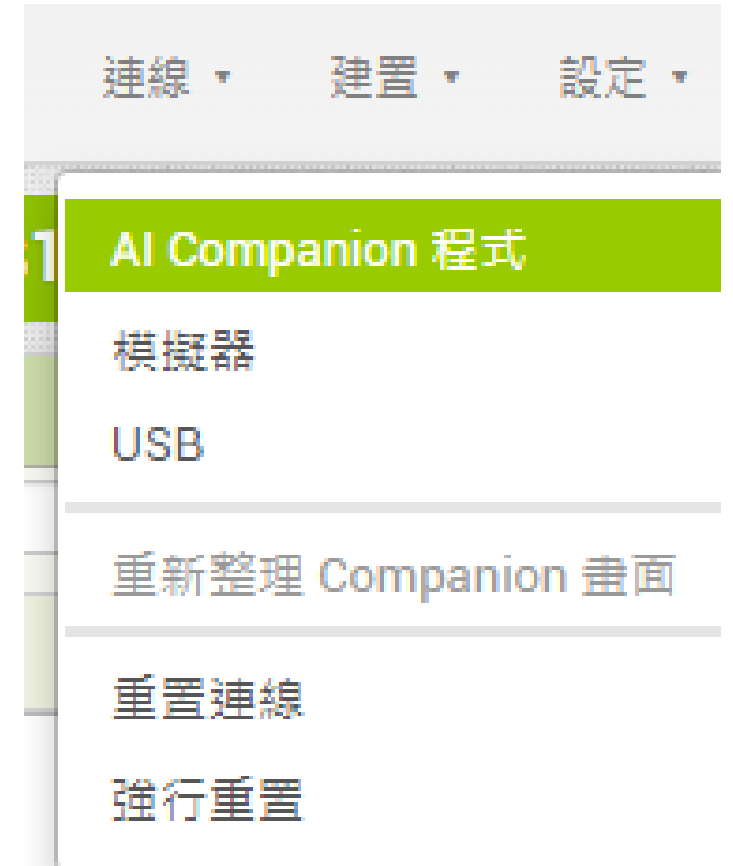 連線 ▾ 建置 ▾ 設定 ▾
1
AI Companion 程式
模擬器
USB
重新整理 Companion 畫面
重置連線
強行重置